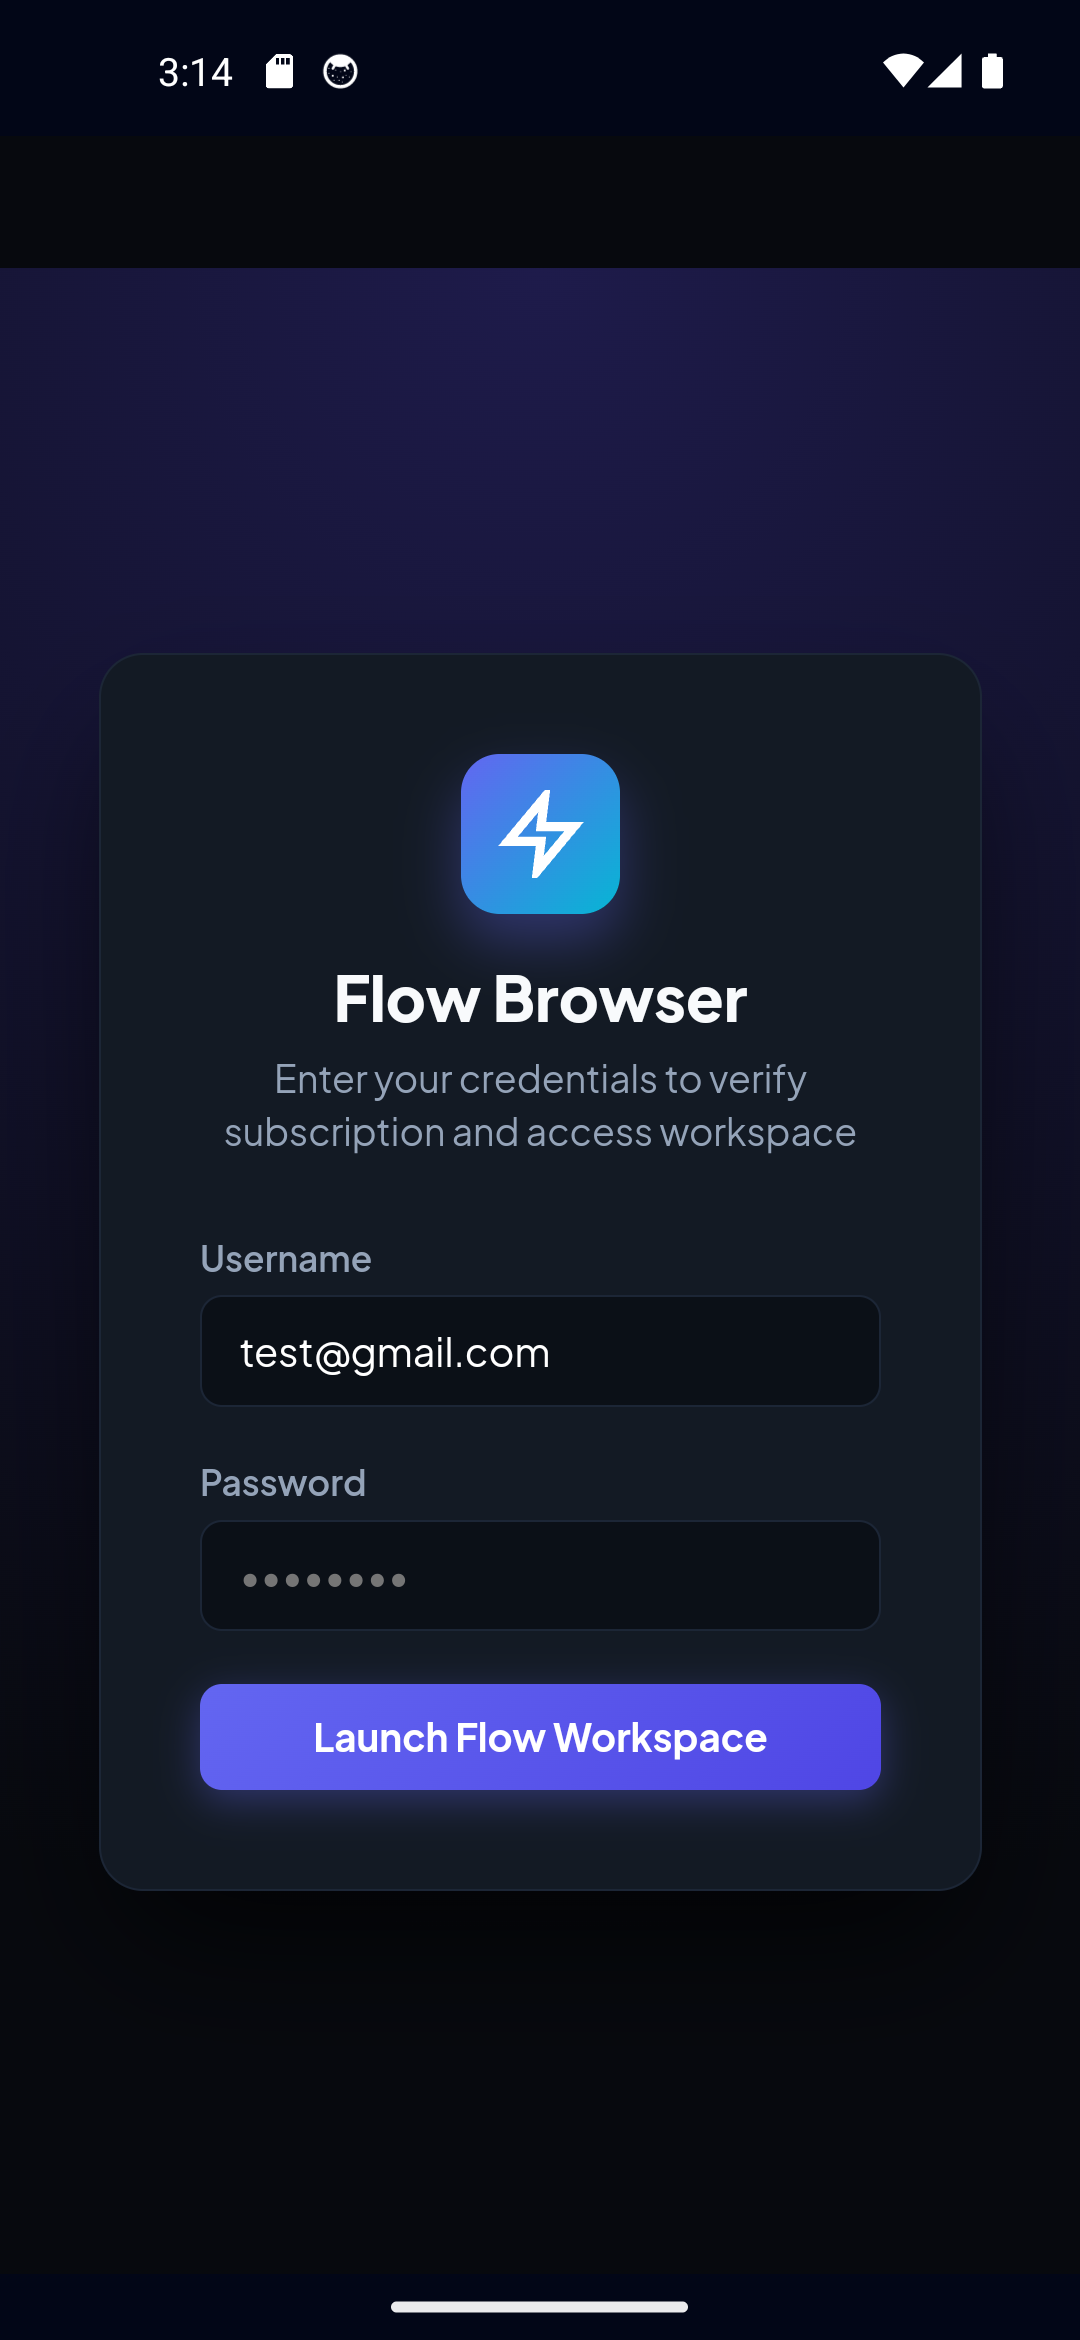 3:14
Flow Browser
Enter your credentials to verify
subscription and access workspace
Username
test@gmail.com
Password
••••••••
Launch Flow Workspace